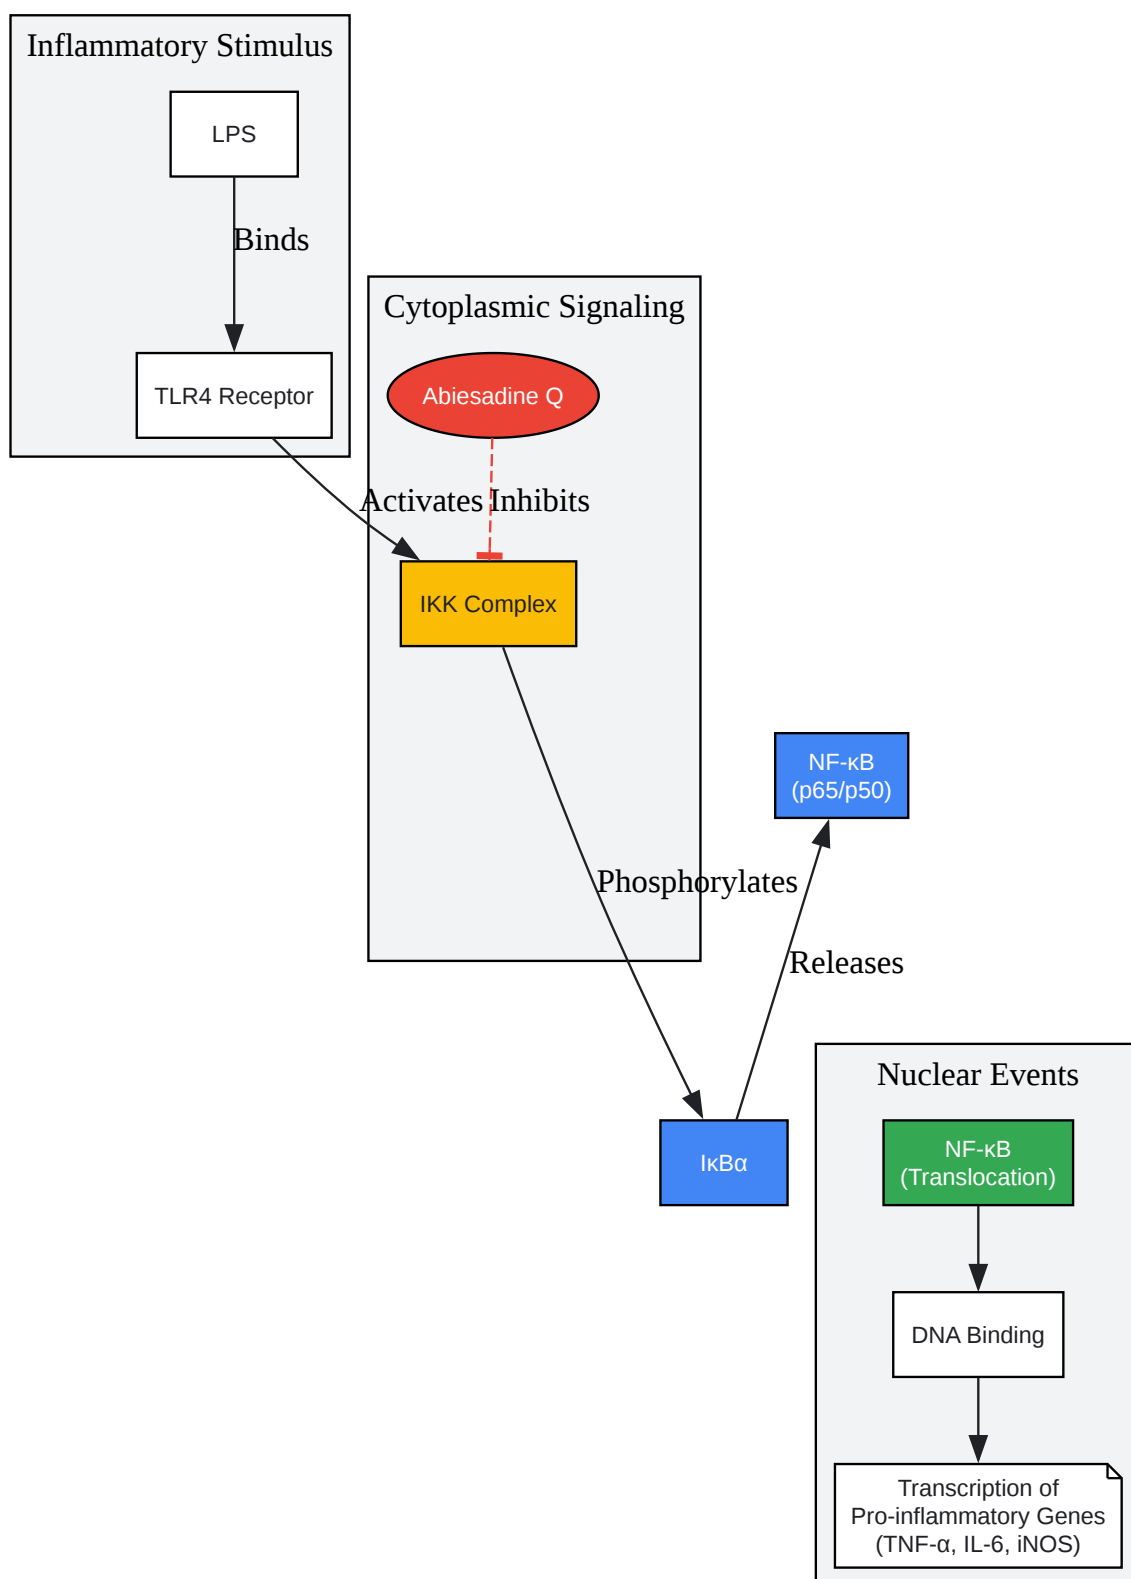 Inflammatory Stimulus
LPS
Binds
TLR4 Receptor
Cytoplasmic Signaling
Abiesadine Q
Activates
Inhibits
IKK Complex
NF-κB
(p65/p50)
Phosphorylates
Releases
IκBα
Nuclear Events
NF-κB
(Translocation)
DNA Binding
Transcription of
Pro-inflammatory Genes
(TNF-α, IL-6, iNOS)